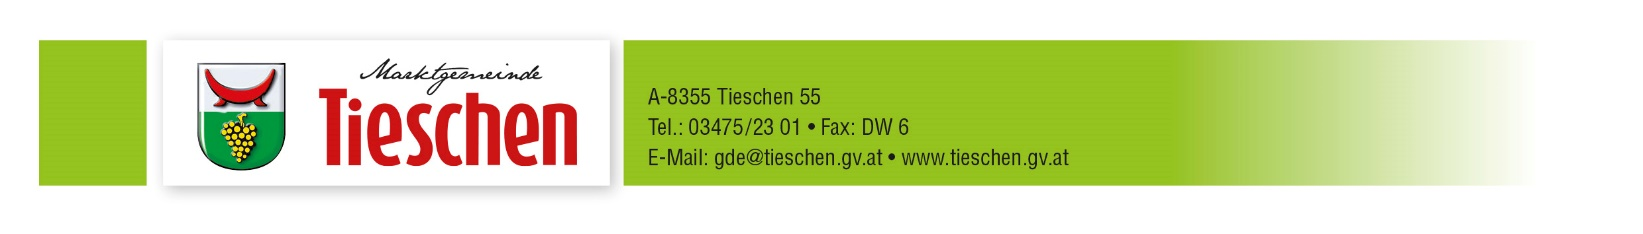 Marktgemeinde
Tieschen
A-8355 Tieschen 55
Tel.: 03475/23 01 • Fax: DW 6
E-Mail: gde@tieschen.gv.at • www.tieschen.gv.at